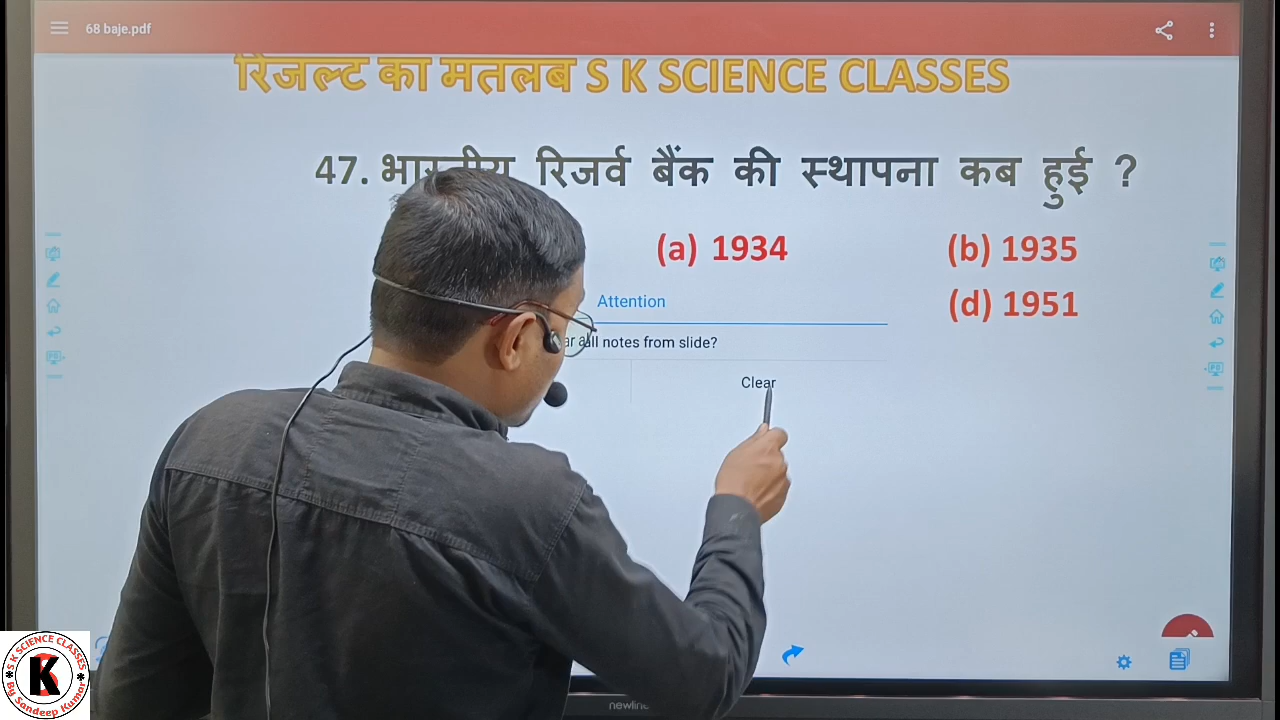 68 baje.pdf
रिजल्ट का मतलब S K SCIENCE CLASSES
47. भारतीय रिजर्व बैंक की स्थापना कब हुई ?
(a) 1934
(b) 1935
(d) 1951
Attention
all notes from slide?
Clear
S K SCIENCE CLASSES
K
By Sandeep Kumar
newline